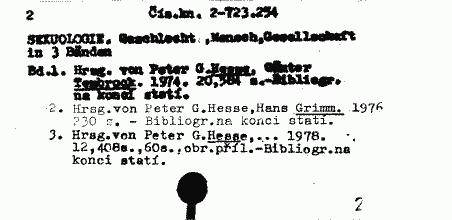 2 Čís.kn. 2-723.254
SEXUOLOGIE. Geschlecht ,Mensch,Gesellschaft
in 3 Bänden
Bd.1. Hrsg. von Peter G.Hesse, Günter
Tembrock. 1974. 20,384 s.-Bibliogr.
na konci statí.
2. Hrsg.von Peter G.Hesse,Hans Grimm. 1976
230 s. - Bibliogr.na konci statí.
3. Hrsg.von Peter G.Hesse,... 1978.
12,408s.,60s.,obr.příl.-Bibliogr.na
konci statí.
2